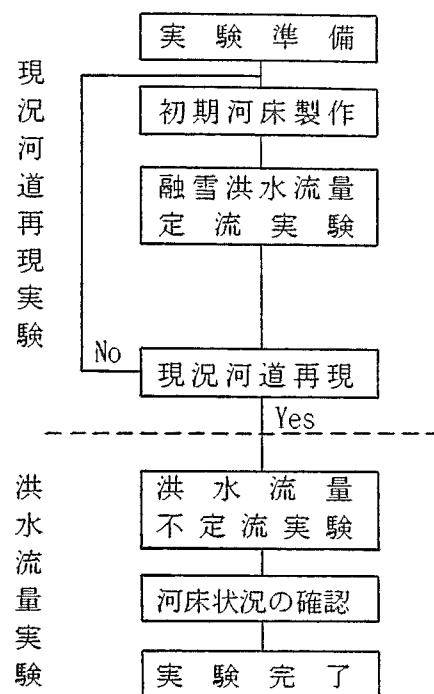 実験準備
現況河道再現実験
初期河床製作
融雪洪水流量
定流実験
No
現況河道再現
Yes
洪水流量実験
洪水流量
不定流実験
河床状況の確認
実験完了